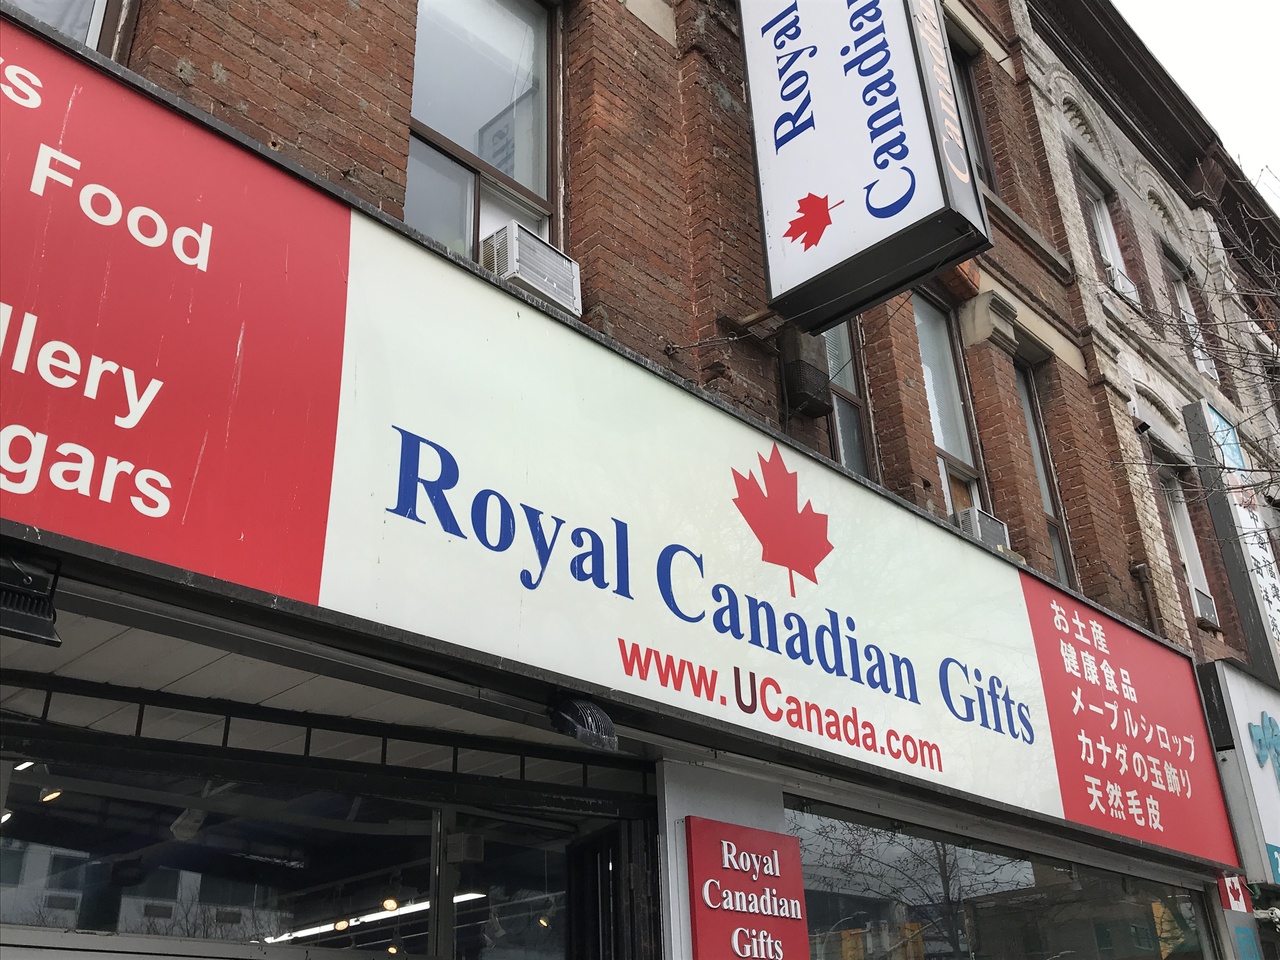 Food
Royal
Canadian
Royal Canadian Gifts
www.UCanada.com
お土産
健康食品
メープルシロップ
カナダの玉飾り
天然毛皮
Royal
Canadian
Gifts